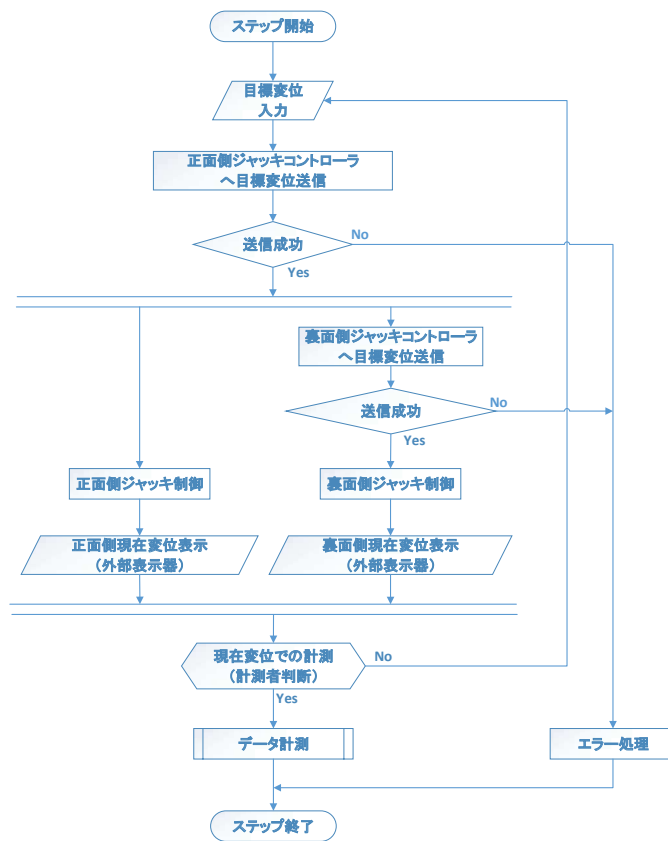 ステップ開始
目標変位
入力
正面側ジャッキコントローラ
へ目標変位送信
送信成功
No
Yes
裏面側ジャッキコントローラ
へ目標変位送信
送信成功
No
Yes
正面側ジャッキ制御
裏面側ジャッキ制御
正面側現在変位表示
（外部表示器）
裏面側現在変位表示
（外部表示器）
現在変位での計測
（計測者判断）
No
Yes
データ計測
エラー処理
ステップ終了